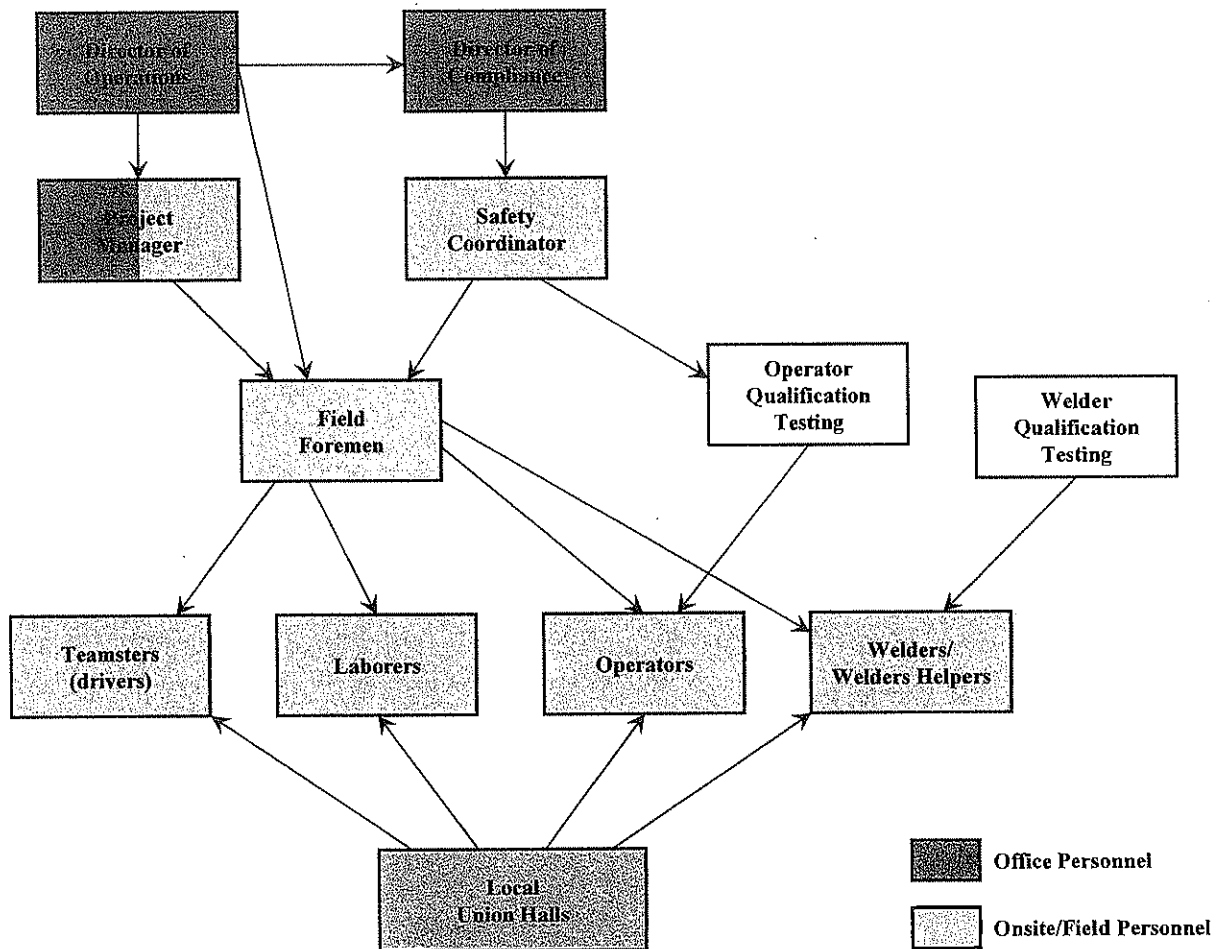 Director of
Operations
Director of
Compliance
Project
Manager
Safety
Coordinator
Field
Foremen
Operator
Qualification
Testing
Welder
Qualification
Testing
Teamsters
(drivers)
Laborers
Operators
Welders/
Welders Helpers
Local
Union Halls
Office Personnel
Onsite/Field Personnel